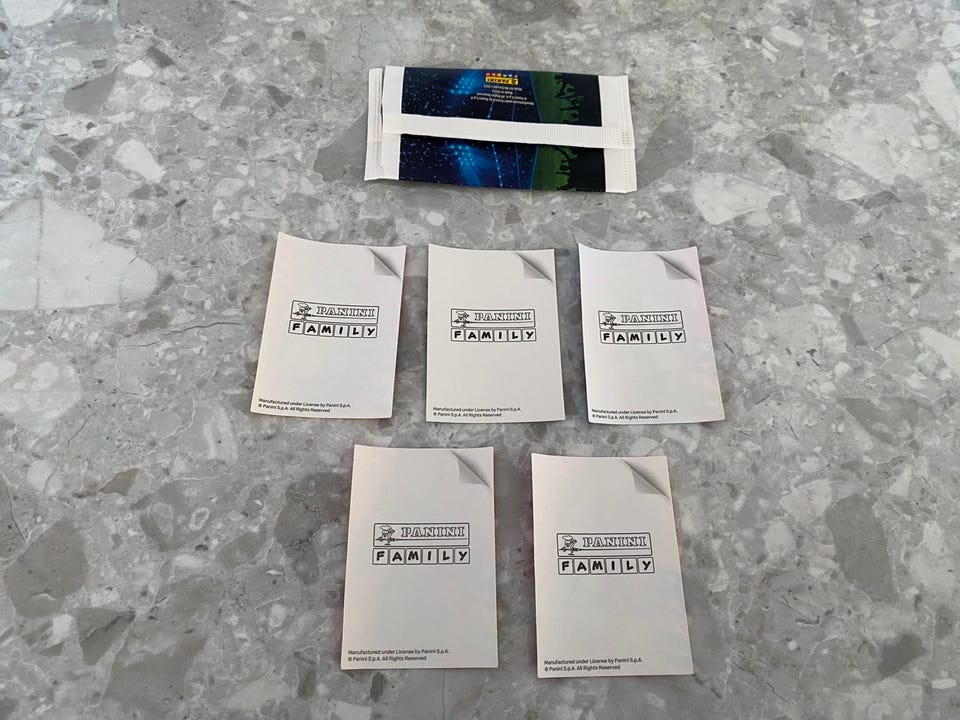 PANINI
FAMILY
Manufactured under License by Panini S.p.A.
© Panini S.p.A. All Rights Reserved
PANINI
FAMILY
Manufactured under License by Panini S.p.A.
© Panini S.p.A. All Rights Reserved
PANINI
FAMILY
Manufactured under License by Panini S.p.A.
© Panini S.p.A. All Rights Reserved
PANINI
FAMILY
Manufactured under License by Panini S.p.A.
© Panini S.p.A. All Rights Reserved
PANINI
FAMILY
Manufactured under License by Panini S.p.A.
© Panini S.p.A. All Rights Reserved
PANINI